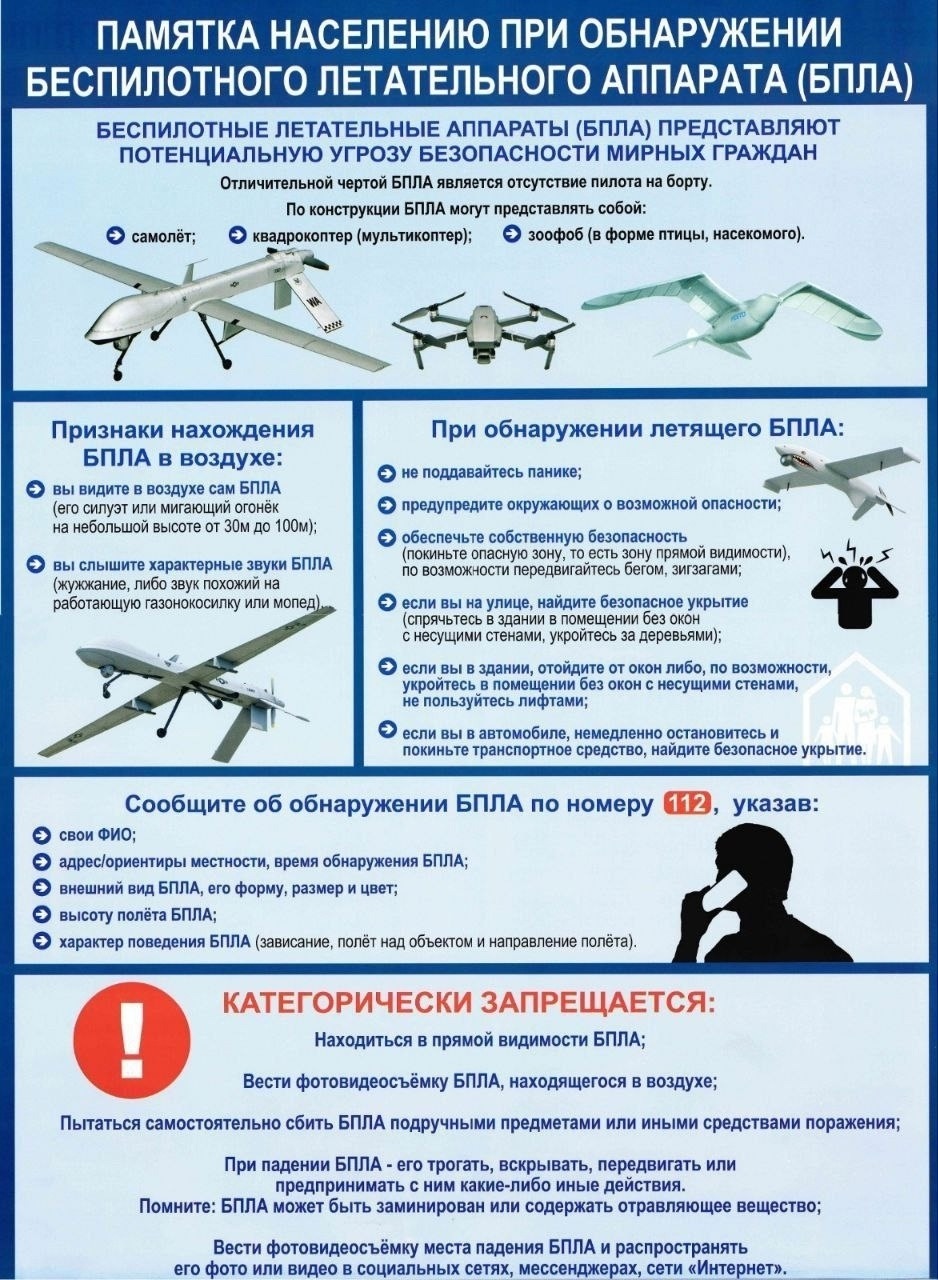 ПАМЯТКА НАСЕЛЕНИЮ ПРИ ОБНАРУЖЕНИИ
БЕСПИЛОТНОГО ЛЕТАТЕЛЬНОГО АППАРАТА (БПЛА)
БЕСПИЛОТНЫЕ ЛЕТАТЕЛЬНЫЕ АППАРАТЫ (БПЛА) ПРЕДСТАВЛЯЮТ
ПОТЕНЦИАЛЬНУЮ УГРОЗУ БЕЗОПАСНОСТИ МИРНЫХ ГРАЖДАН
Отличительной чертой БПЛА является отсутствие пилота на борту.
По конструкции БПЛА могут представлять собой:
самолёт;
квадрокоптер (мультикоптер);
зоофоб (в форме птицы, насекомого).
WA
Признаки нахождения
БПЛА в воздухе:
вы видите в воздухе сам БПЛА
(его силуэт или мигающий огонёк
на небольшой высоте от 30м до 100м);
вы слышите характерные звуки БПЛА
(жужжание, либо звук похожий на
работающую газонокосилку или мопед).
При обнаружении летящего БПЛА:
не поддавайтесь панике;
предупредите окружающих о возможной опасности;
обеспечьте собственную безопасность
(покиньте опасную зону, то есть зону прямой видимости),
по возможности передвигайтесь бегом, зигзагами;
если вы на улице, найдите безопасное укрытие
(спрячьтесь в здании в помещении без окон
с несущими стенами, укройтесь за деревьями);
если вы в здании, отойдите от окон либо, по возможности,
укройтесь в помещении без окон с несущими стенами,
не пользуйтесь лифтами;
если вы в автомобиле, немедленно остановитесь и
покиньте транспортное средство, найдите безопасное укрытие.
Сообщите об обнаружении БПЛА по номеру 112, указав:
свои ФИО;
адрес/ориентиры местности, время обнаружения БПЛА;
внешний вид БПЛА, его форму, размер и цвет;
высоту полёта БПЛА;
характер поведения БПЛА (зависание, полёт над объектом и направление полёта).
КАТЕГОРИЧЕСКИ ЗАПРЕЩАЕТСЯ:
Находиться в прямой видимости БПЛА;
Вести фотовидеосъёмку БПЛА, находящегося в воздухе;
Пытаться самостоятельно сбить БПЛА подручными предметами или иными средствами поражения;
При падении БПЛА - его трогать, вскрывать, передвигать или
предпринимать с ним какие-либо иные действия.
Помните: БПЛА может быть заминирован или содержать отравляющее вещество;
Вести фотовидеосъёмку места падения БПЛА и распространять
его фото или видео в социальных сетях, мессенджерах, сети «Интернет».